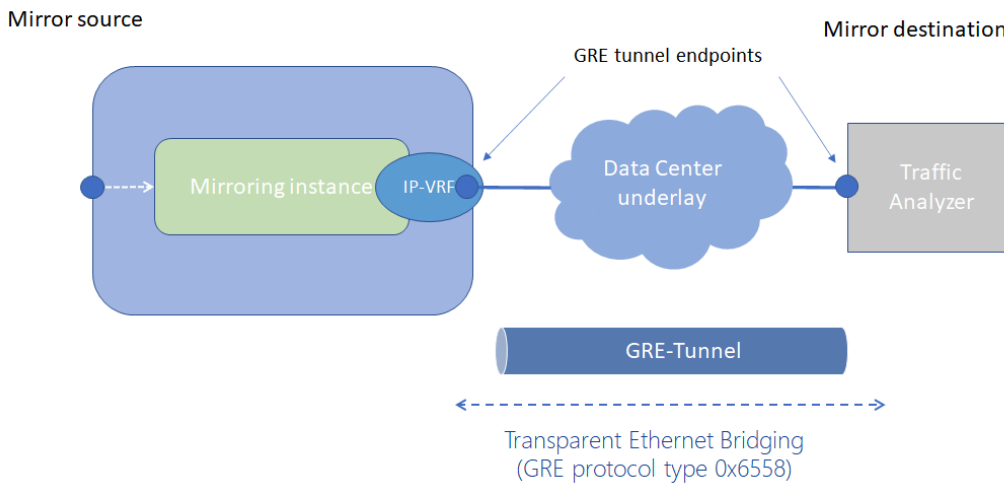 Mirror source
Mirror destination
GRE tunnel endpoints
Mirroring instance
IP-VRF
Data Center
underlay
Traffic
Analyzer
GRE-Tunnel
Transparent Ethernet Bridging
(GRE protocol type 0x6558)